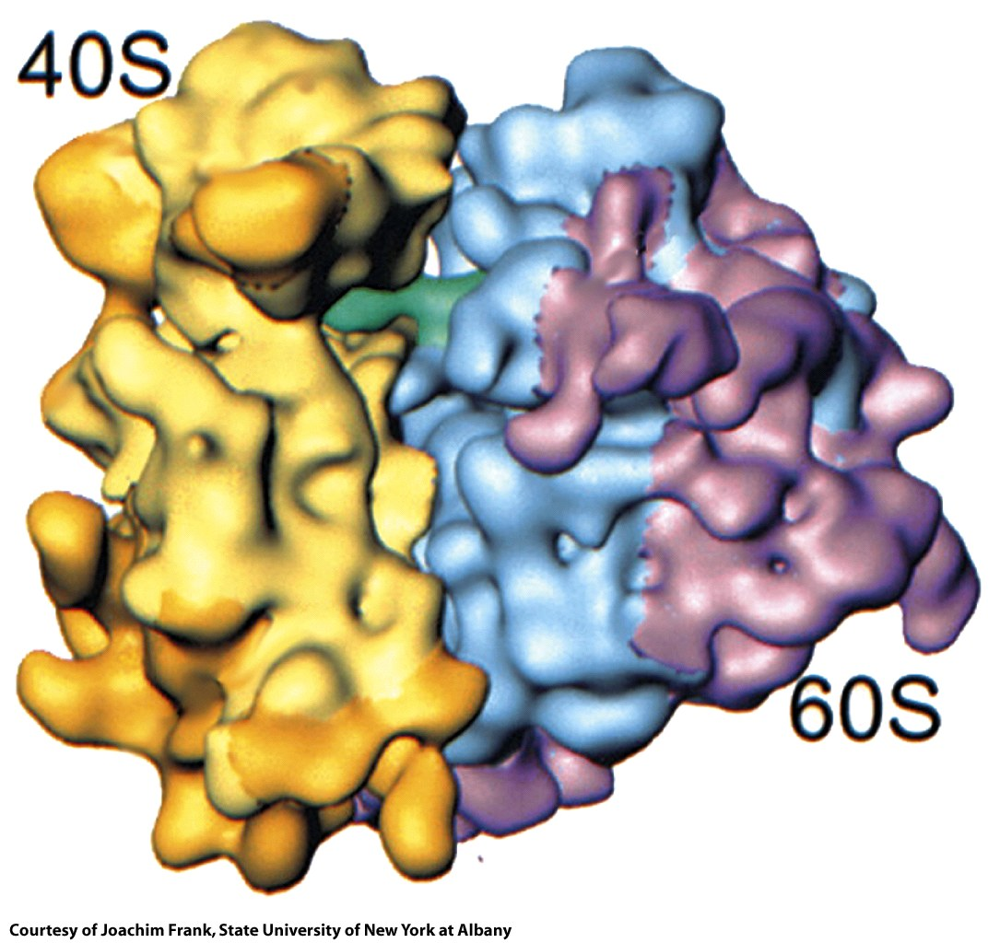 40S
60S
Courtesy of Joachim Frank, State University of New York at Albany